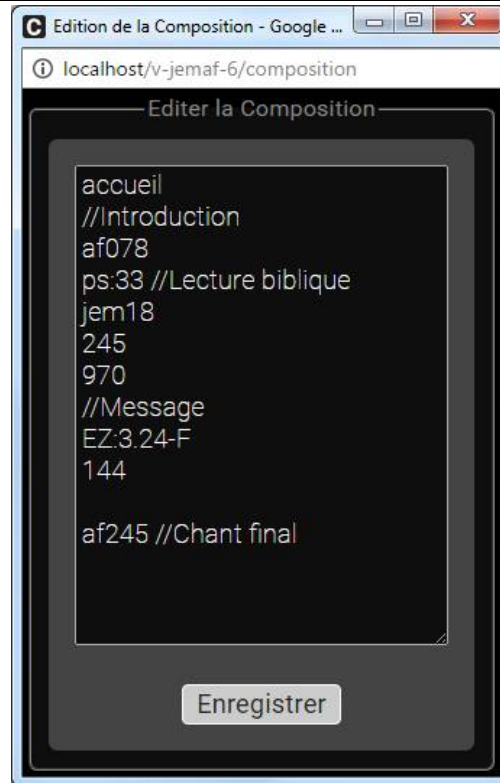 C Edition de la Composition - Google ...
localhost/v-jemaf-6/composition
Editer la Composition
accueil
//Introduction
af078
ps:33 //Lecture biblique
jem18
245
970
//Message
EZ:3.24-F
144
af245 //Chant final
Enregistrer